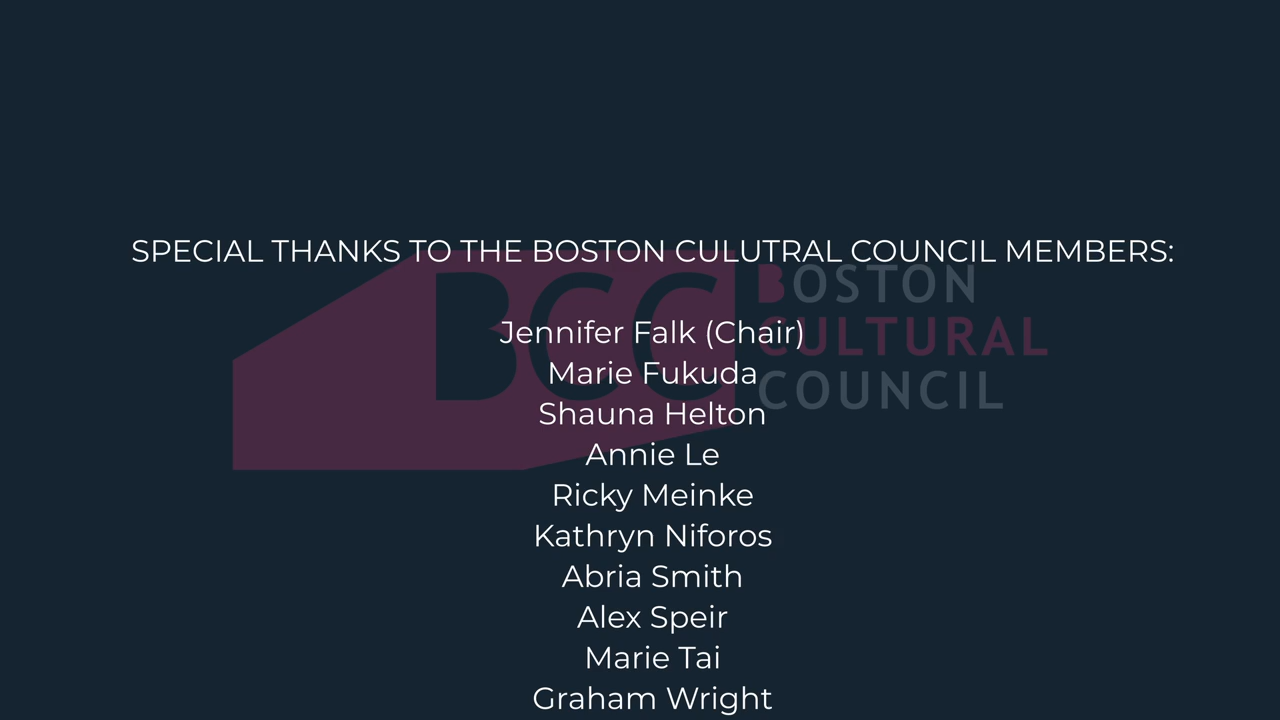 SPECIAL THANKS TO THE BOSTON CULUTRAL COUNCIL MEMBERS:
BCC
BOSTON
CULTURAL
COUNCIL
Jennifer Falk (Chair)
Marie Fukuda
Shauna Helton
Annie Le
Ricky Meinke
Kathryn Niforos
Abria Smith
Alex Speir
Marie Tai
Graham Wright